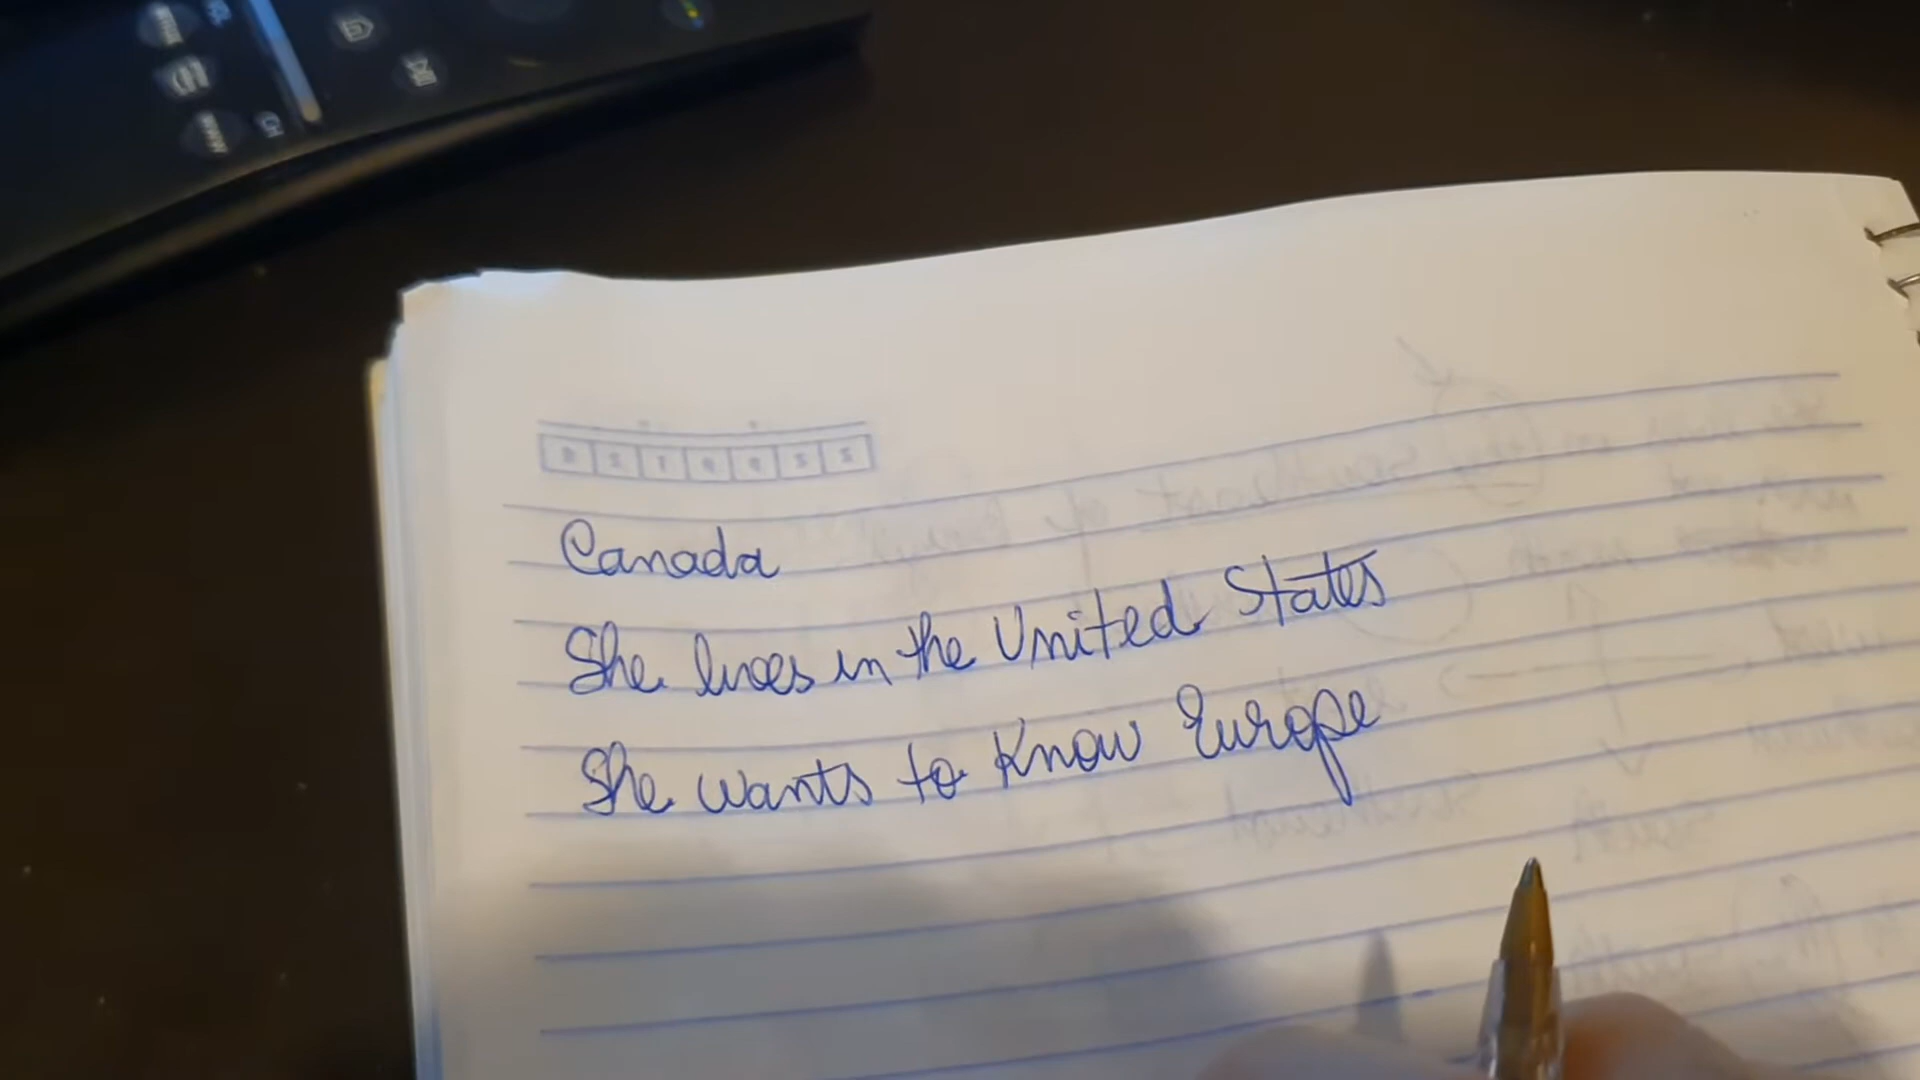 Canada
She lives in the United States
She wants to Know Europe